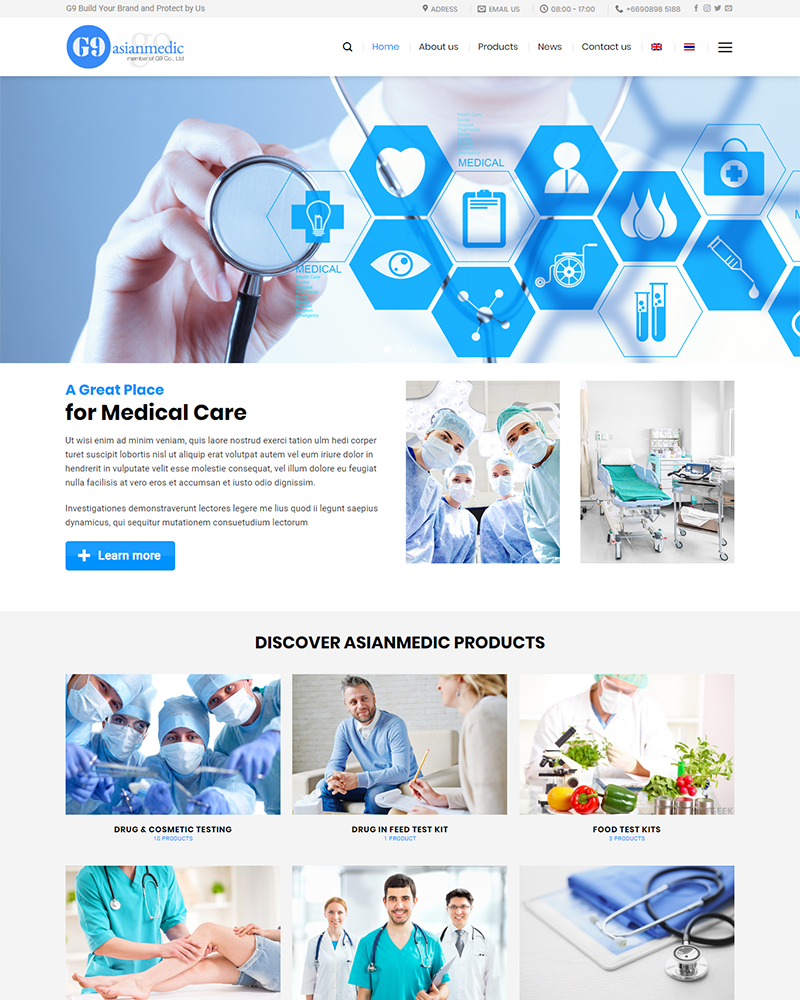 G9 Build Your Brand and Protect by Us
ADRESS
EMAIL US
08:00 - 17:00
+6690898 5188
G9 asianmedic
member of G9 Co., Ltd
Home
About us
Products
News
Contact us
MEDICAL
MEDICAL
A Great Place
for Medical Care
Ut wisi enim ad minim veniam, quis laore nostrud exerci tation ulm hedi corper
turet suscipit lobortis nisl ut aliquip erat volutpat autem vel eum iriure dolor in
hendrerit in vulputate velit esse molestie consequat, vel illum dolore eu feugiat
nulla facilisis at vero eros et accumsan et iusto odio dignissim.
Investigationes demonstraverunt lectores legere me lius quod ii legunt saepius
dynamicus, qui sequitur mutationem consuetudium lectorum
Learn more
DISCOVER ASIANMEDIC PRODUCTS
DRUG & COSMETIC TESTING
10 PRODUCTS
DRUG IN FEED TEST KIT
1 PRODUCT
FOOD TEST KITS
3 PRODUCTS